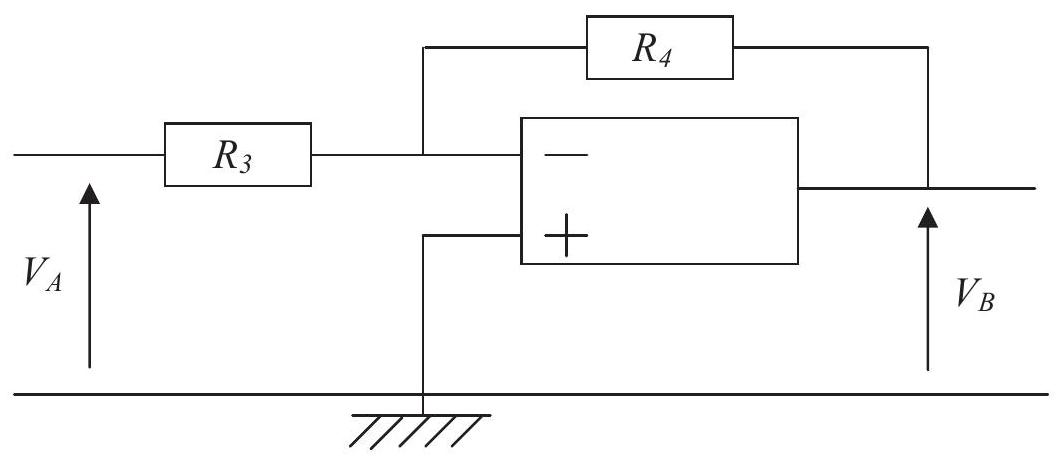 R4
R3
−
+
VA
VB